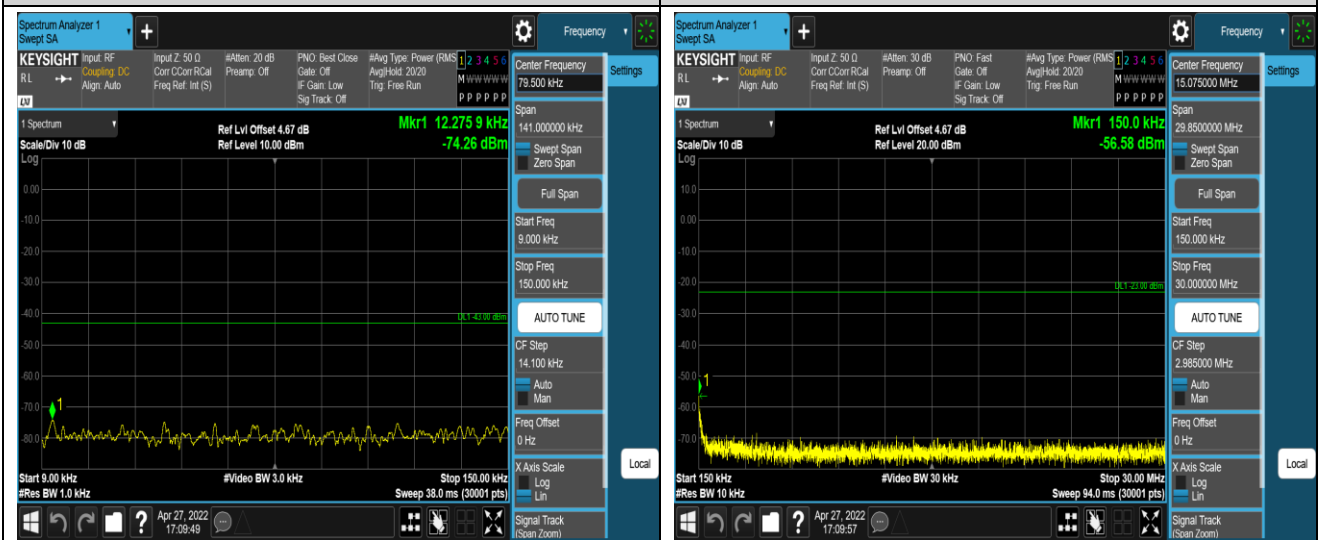 Spectrum Analyzer 1
Swept SA
+
Frequency
KEYSIGHT
Input: RF
Coupling: DC
Align: Auto
Input Z: 50 Ω
Corr CCorr RCal
Freq Ref: Int (S)
#Atten: 20 dB
Preamp: Off
PNO: Best Close
Gate: Off
IF Gain: Low
Sig Track: Off
#Avg Type: Power (RMS
Avg|Hold: 20/20
Trig: Free Run
1 2 3 4 5 6
M W W W W W
P P P P P P
R L
LXI
Center Frequency
79.500 kHz
Settings
1 Spectrum
Ref Lvl Offset 4.67 dB
Mkr1 12.275 9 kHz
Scale/Div 10 dB
Ref Level 10.00 dBm
-74.26 dBm
Log
0.00
-10.0
-20.0
-30.0
-40.0
-50.0
-60.0
-70.0
-80.0
DL1 -43.00 dBm
1
Span
141.000000 kHz
Swept Span
Zero Span
Full Span
Start Freq
9.000 kHz
Stop Freq
150.000 kHz
AUTO TUNE
CF Step
14.100 kHz
Auto
Man
Freq Offset
0 Hz
X Axis Scale
Log
Lin
Signal Track
(Span Zoom)
Local
Start 9.00 kHz
#Video BW 3.0 kHz
Stop 150.00 kHz
#Res BW 1.0 kHz
Sweep 38.0 ms (30001 pts)
?
Apr 27, 2022
17:09:49
Spectrum Analyzer 1
Swept SA
+
Frequency
KEYSIGHT
Input: RF
Coupling: DC
Align: Auto
Input Z: 50 Ω
Corr CCorr RCal
Freq Ref: Int (S)
#Atten: 30 dB
Preamp: Off
PNO: Fast
Gate: Off
IF Gain: Low
Sig Track: Off
#Avg Type: Power (RMS
Avg|Hold: 20/20
Trig: Free Run
1 2 3 4 5 6
M W W W W W
P P P P P P
R L
LXI
Center Frequency
15.075000 MHz
Settings
1 Spectrum
Ref Lvl Offset 4.67 dB
Mkr1 150.0 kHz
Scale/Div 10 dB
Ref Level 20.00 dBm
-56.58 dBm
Log
10.0
0.00
-10.0
-20.0
-30.0
-40.0
-50.0
-60.0
-70.0
DL1 -23.00 dBm
1
Span
29.8500000 MHz
Swept Span
Zero Span
Full Span
Start Freq
150.000 kHz
Stop Freq
30.000000 MHz
AUTO TUNE
CF Step
2.985000 MHz
Auto
Man
Freq Offset
0 Hz
X Axis Scale
Log
Lin
Signal Track
(Span Zoom)
Local
Start 150 kHz
#Video BW 30 kHz
Stop 30.00 MHz
#Res BW 10 kHz
Sweep 94.0 ms (30001 pts)
?
Apr 27, 2022
17:09:57